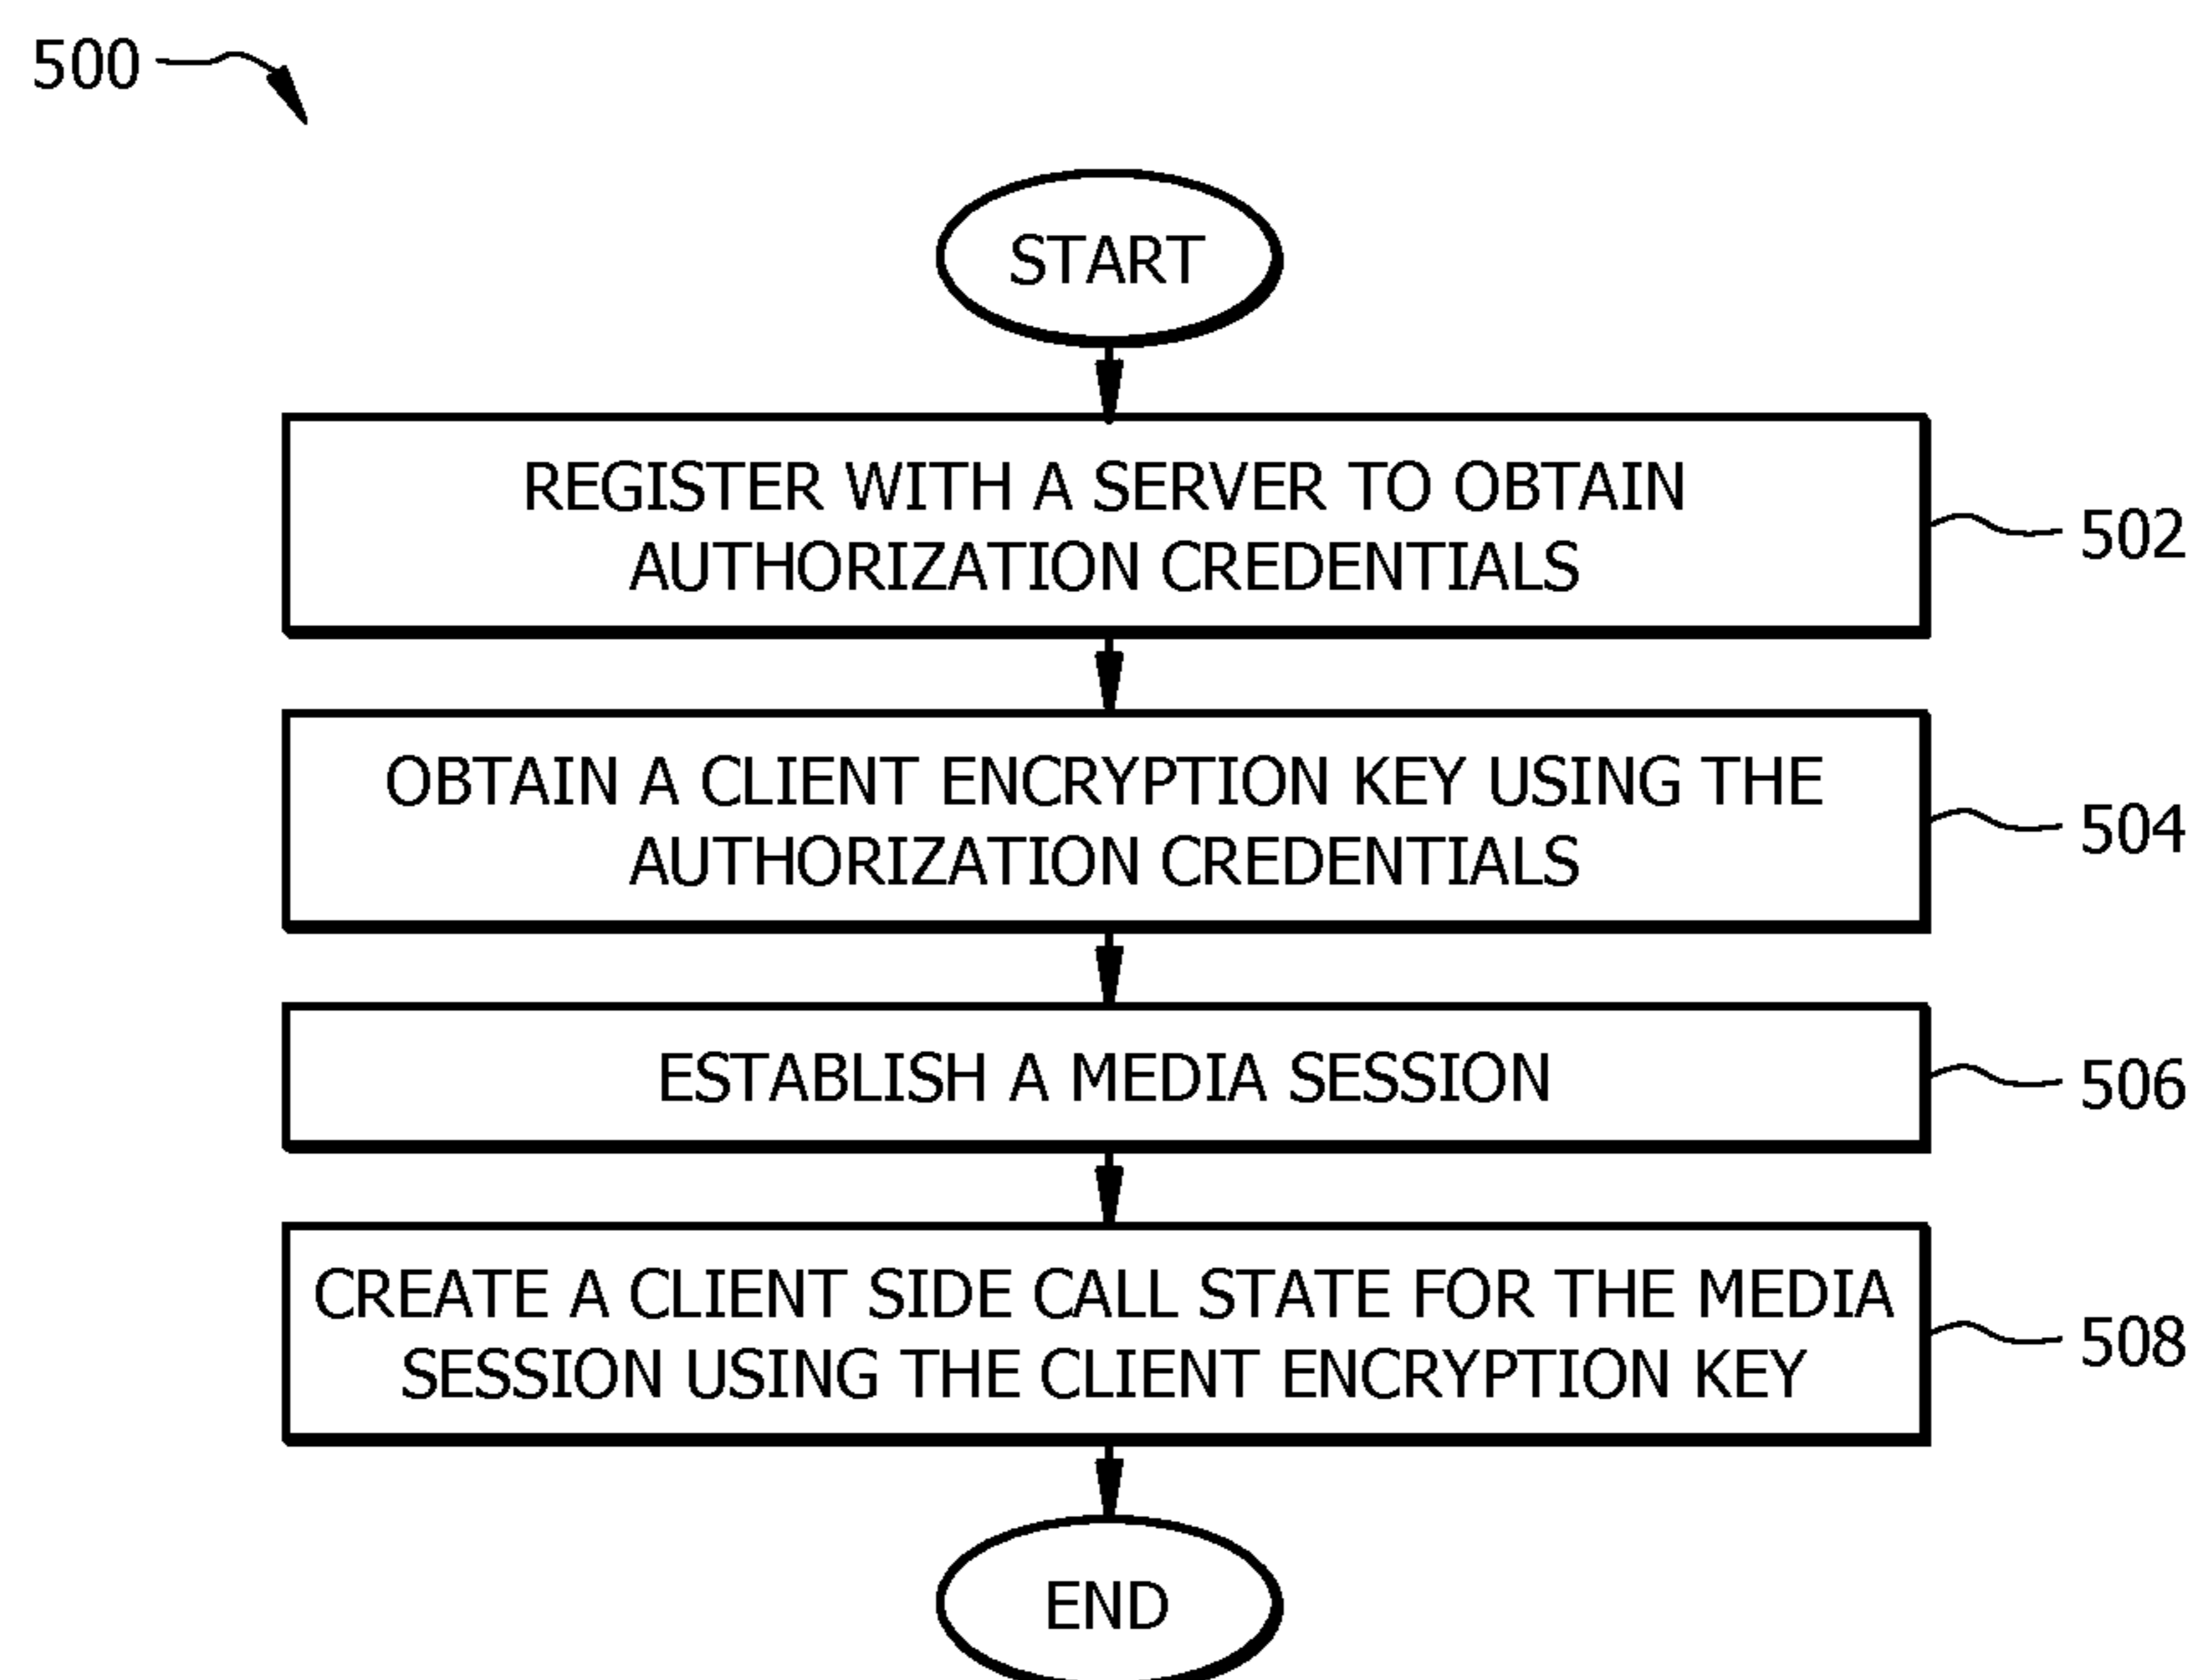 500
START
REGISTER WITH A SERVER TO OBTAIN
AUTHORIZATION CREDENTIALS
502
OBTAIN A CLIENT ENCRYPTION KEY USING THE
AUTHORIZATION CREDENTIALS
504
ESTABLISH A MEDIA SESSION
506
CREATE A CLIENT SIDE CALL STATE FOR THE MEDIA
SESSION USING THE CLIENT ENCRYPTION KEY
508
END